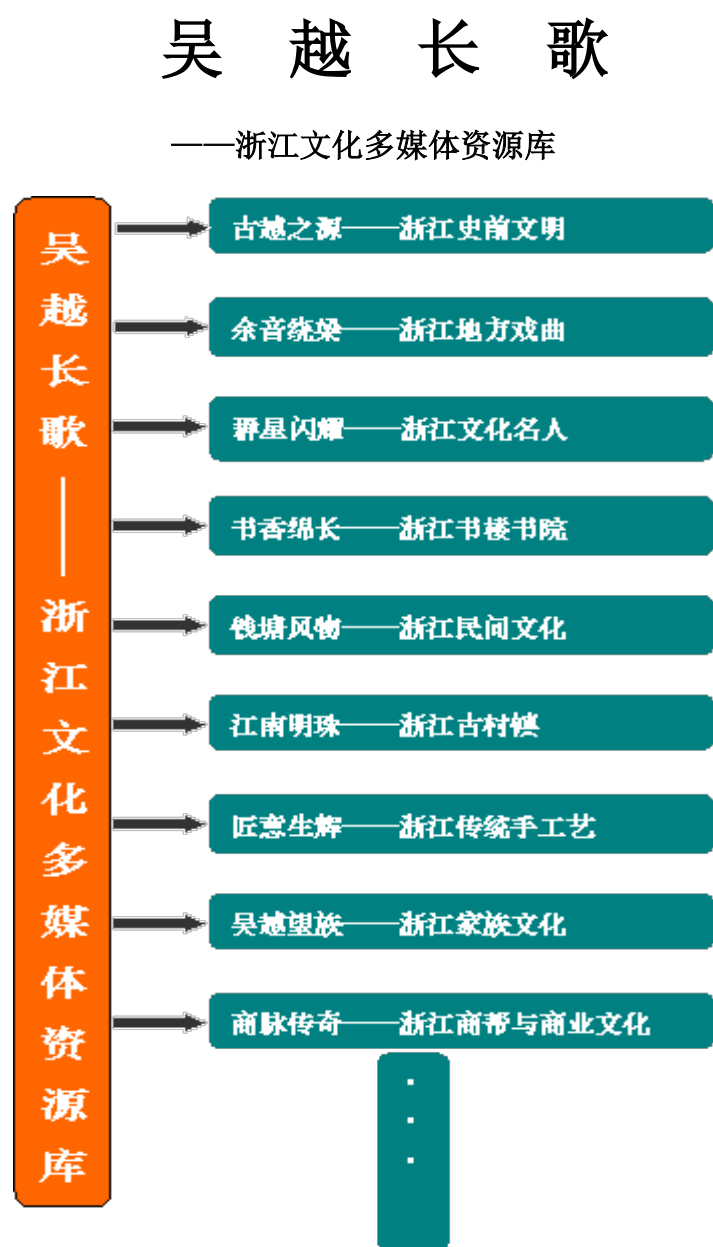 吴 越 长 歌
——浙江文化多媒体资源库
吴越长歌——浙江文化多媒体资源库
古越之源——浙江史前文明
余音绕梁——浙江地方戏曲
群星闪耀——浙江文化名人
书香绵长——浙江书楼书院
钱塘风物——浙江民间文化
江南明珠——浙江古村镇
匠意生辉——浙江传统手工艺
吴越望族——浙江家族文化
商脉传奇——浙江商帮与商业文化